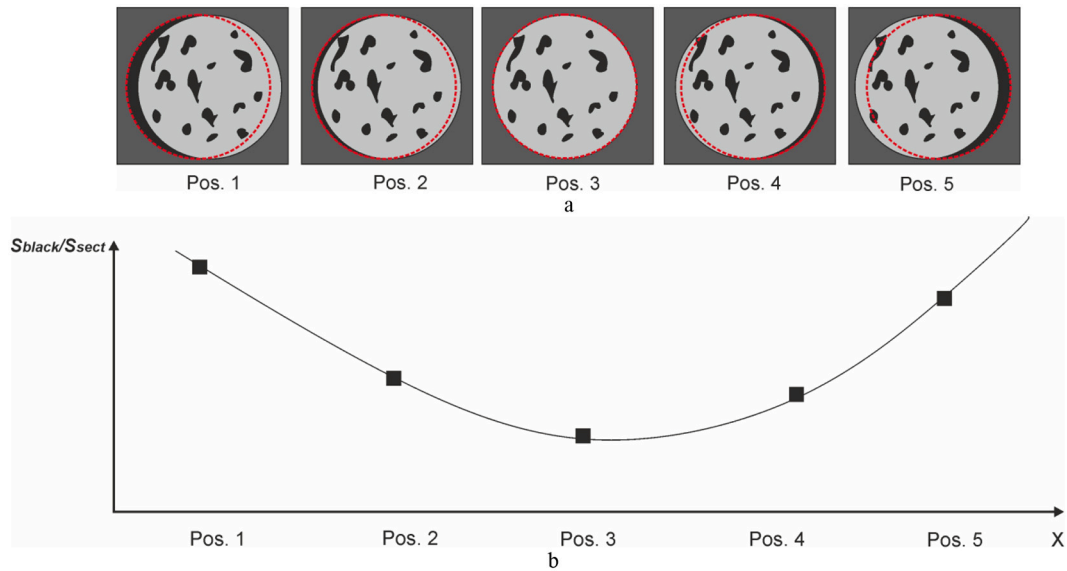 Pos. 1 Pos. 2 Pos. 3 Pos. 4 Pos. 5
a
Sblack/Ssect
Pos. 1 Pos. 2 Pos. 3 Pos. 4 Pos. 5 X
b